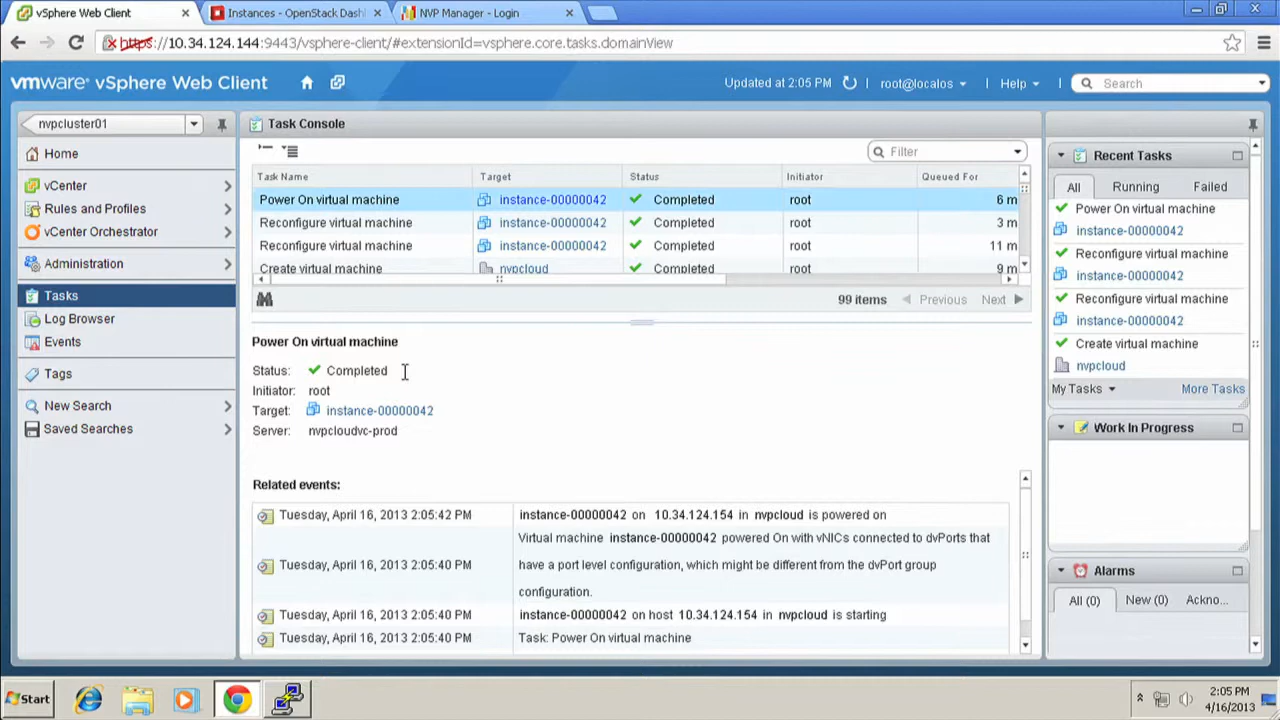 vSphere Web Client
Instances - OpenStack Dashl
NVP Manager - Login
https://10.34.124.144:9443/vsphere-client/#extensionId=vsphere.core.tasks.domainView
vmware® vSphere Web Client
Updated at 2:05 PM
root@localos
Help
Search
nvpcluster01
Home
vCenter
Rules and Profiles
vCenter Orchestrator
Administration
Tasks
Log Browser
Events
Tags
New Search
Saved Searches
Task Console
Filter
Task Name Target Status Initiator Queued For
Power On virtual machine instance-00000042 Completed root 6 m
Reconfigure virtual machine instance-00000042 Completed root 3 m
Reconfigure virtual machine instance-00000042 Completed root 11 m
Create virtual machine nvpcloud Completed root 9 m
99 items Previous Next
Power On virtual machine
Status: Completed
Initiator: root
Target: instance-00000042
Server: nvpcloudvc-prod
Related events:
Tuesday, April 16, 2013 2:05:42 PM instance-00000042 on 10.34.124.154 in nvpcloud is powered on
Virtual machine instance-00000042 powered On with vNICs connected to dvPorts that
Tuesday, April 16, 2013 2:05:40 PM have a port level configuration, which might be different from the dvPort group
configuration.
Tuesday, April 16, 2013 2:05:40 PM instance-00000042 on host 10.34.124.154 in nvpcloud is starting
Tuesday, April 16, 2013 2:05:40 PM Task: Power On virtual machine
Recent Tasks
All Running Failed
Power On virtual machine
instance-00000042
Reconfigure virtual machine
instance-00000042
Reconfigure virtual machine
instance-00000042
Create virtual machine
nvpcloud
My Tasks More Tasks
Work In Progress
Alarms
All (0) New (0) Ackno...
Start
2:05 PM
4/16/2013